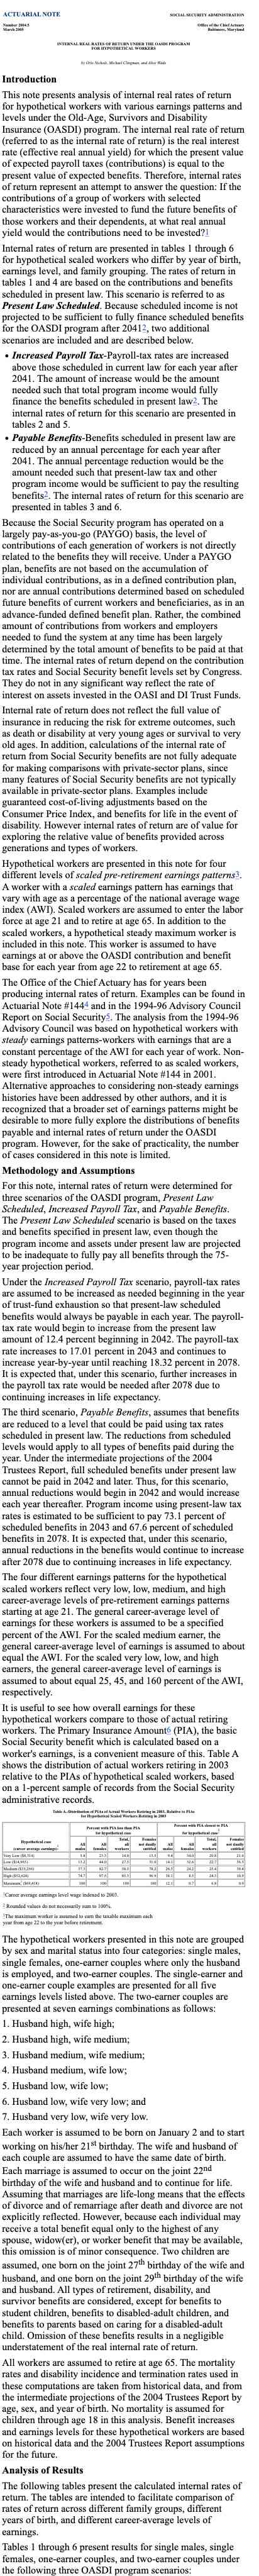 ACTUARIAL NOTE
SOCIAL SECURITY ADMINISTRATION
Number 2004.5
March 2005
Office of the Chief Actuary
Baltimore, Maryland
INTERNAL REAL RATES OF RETURN UNDER THE OASDI PROGRAM
FOR HYPOTHETICAL WORKERS
by Orlo Nichols, Michael Clingman, and Alice Wade
Introduction
This note presents analysis of internal real rates of return
for hypothetical workers with various earnings patterns and
levels under the Old-Age, Survivors and Disability
Insurance (OASDI) program. The internal real rate of return
(referred to as the internal rate of return) is the real interest
rate (effective real annual yield) for which the present value
of expected payroll taxes (contributions) is equal to the
present value of expected benefits. Therefore, internal rates
of return represent an attempt to answer the question: If the
contributions of a group of workers with selected
characteristics were invested to fund the future benefits of
those workers and their dependents, at what real annual
yield would the contributions need to be invested?1
Internal rates of return are presented in tables 1 through 6
for hypothetical scaled workers who differ by year of birth,
earnings level, and family grouping. The rates of return in
tables 1 and 4 are based on the contributions and benefits
scheduled in present law. This scenario is referred to as
Present Law Scheduled. Because scheduled income is not
projected to be sufficient to fully finance scheduled benefits
for the OASDI program after 20412, two additional
scenarios are included and are described below.
• Increased Payroll Tax-Payroll-tax rates are increased
above those scheduled in current law for each year after
2041. The amount of increase would be the amount
needed such that total program income would fully
finance the benefits scheduled in present law2. The
internal rates of return for this scenario are presented in
tables 2 and 5.
• Payable Benefits-Benefits scheduled in present law are
reduced by an annual percentage for each year after
2041. The annual percentage reduction would be the
amount needed such that present-law tax and other
program income would be sufficient to pay the resulting
benefits2. The internal rates of return for this scenario are
presented in tables 3 and 6.
Because the Social Security program has operated on a
largely pay-as-you-go (PAYGO) basis, the level of
contributions of each generation of workers is not directly
related to the benefits they will receive. Under a PAYGO
plan, benefits are not based on the accumulation of
individual contributions, as in a defined contribution plan,
nor are annual contributions determined based on scheduled
future benefits of current workers and beneficiaries, as in an
advance-funded defined benefit plan. Rather, the combined
amount of contributions from workers and employers
needed to fund the system at any time has been largely
determined by the total amount of benefits to be paid at that
time. The internal rates of return depend on the contribution
tax rates and Social Security benefit levels set by Congress.
They do not in any significant way reflect the rate of
interest on assets invested in the OASI and DI Trust Funds.
Internal rate of return does not reflect the full value of
insurance in reducing the risk for extreme outcomes, such
as death or disability at very young ages or survival to very
old ages. In addition, calculations of the internal rate of
return from Social Security benefits are not fully adequate
for making comparisons with private-sector plans, since
many features of Social Security benefits are not typically
available in private-sector plans. Examples include
guaranteed cost-of-living adjustments based on the
Consumer Price Index, and benefits for life in the event of
disability. However internal rates of return are of value for
exploring the relative value of benefits provided across
generations and types of workers.
Hypothetical workers are presented in this note for four
different levels of scaled pre-retirement earnings patterns3.
A worker with a scaled earnings pattern has earnings that
vary with age as a percentage of the national average wage
index (AWI). Scaled workers are assumed to enter the labor
force at age 21 and to retire at age 65. In addition to the
scaled workers, a hypothetical steady maximum worker is
included in this note. This worker is assumed to have
earnings at or above the OASDI contribution and benefit
base for each year from age 22 to retirement at age 65.
The Office of the Chief Actuary has for years been
producing internal rates of return. Examples can be found in
Actuarial Note #1444 and in the 1994-96 Advisory Council
Report on Social Security5. The analysis from the 1994-96
Advisory Council was based on hypothetical workers with
steady earnings patterns-workers with earnings that are a
constant percentage of the AWI for each year of work. Non-
steady hypothetical workers, referred to as scaled workers,
were first introduced in Actuarial Note #144 in 2001.
Alternative approaches to considering non-steady earnings
histories have been addressed by other authors, and it is
recognized that a broader set of earnings patterns might be
desirable to more fully explore the distributions of benefits
payable and internal rates of return under the OASDI
program. However, for the sake of practicality, the number
of cases considered in this note is limited.
Methodology and Assumptions
For this note, internal rates of return were determined for
three scenarios of the OASDI program, Present Law
Scheduled, Increased Payroll Tax, and Payable Benefits.
The Present Law Scheduled scenario is based on the taxes
and benefits specified in present law, even though the
program income and assets under present law are projected
to be inadequate to fully pay all benefits through the 75-
year projection period.
Under the Increased Payroll Tax scenario, payroll-tax rates
are assumed to be increased as needed beginning in the year
of trust-fund exhaustion so that present-law scheduled
benefits would always be payable in each year. The payroll-
tax rate would begin to increase from the present law
amount of 12.4 percent beginning in 2042. The payroll-tax
rate increases to 17.01 percent in 2043 and continues to
increase year-by-year until reaching 18.32 percent in 2078.
It is expected that, under this scenario, further increases in
the payroll tax rate would be needed after 2078 due to
continuing increases in life expectancy.
The third scenario, Payable Benefits, assumes that benefits
are reduced to a level that could be paid using tax rates
scheduled in present law. The reductions from scheduled
levels would apply to all types of benefits paid during the
year. Under the intermediate projections of the 2004
Trustees Report, full scheduled benefits under present law
cannot be paid in 2042 and later. Thus, for this scenario,
annual reductions would begin in 2042 and would increase
each year thereafter. Program income using present-law tax
rates is estimated to be sufficient to pay 73.1 percent of
scheduled benefits in 2043 and 67.6 percent of scheduled
benefits in 2078. It is expected that, under this scenario,
annual reductions in the benefits would continue to increase
after 2078 due to continuing increases in life expectancy.
The four different earnings patterns for the hypothetical
scaled workers reflect very low, low, medium, and high
career-average levels of pre-retirement earnings patterns
starting at age 21. The general career-average level of
earnings for these workers is assumed to be a specified
percent of the AWI. For the scaled medium earner, the
general career-average level of earnings is assumed to about
equal the AWI. For the scaled very low, low, and high
earners, the general career-average level of earnings is
assumed to about equal 25, 45, and 160 percent of the AWI,
respectively.
It is useful to see how overall earnings for these
hypothetical workers compare to those of actual retiring
workers. The Primary Insurance Amount6 (PIA), the basic
Social Security benefit which is calculated based on a
worker's earnings, is a convenient measure of this. Table A
shows the distribution of actual workers retiring in 2003
relative to the PIAs of hypothetical scaled workers, based
on a 1-percent sample of records from the Social Security
administrative records.
Table A. Distribution of PIAs of Actual Workers Retiring in 2003, Relative to PIAs
for Hypothetical Scaled Workers Retiring in 2003
Hypothetical case
(career average earnings)1
Percent with PIA less than PIA
for hypothetical case
Percent with PIA closest to PIA
for hypothetical case2
All males
All females
Total, all workers
Females not dually entitled
All males
All females
Total, all workers
Females not dually entitled
Very Low
Low
Medium
High
Maximum
1Career average earnings level wage indexed to 2003.
2 Rounded values do not necessarily sum to 100%.
3The maximum worker is assumed to earn the taxable maximum each
year from age 22 to the year before retirement.
The hypothetical workers presented in this note are grouped
by sex and marital status into four categories: single males,
single females, one-earner couples where only the husband
is employed, and two-earner couples. The single-earner and
one-earner couple examples are presented for all five
earnings levels listed above. The two-earner couples are
presented at seven earnings combinations as follows:
1. Husband high, wife high;
2. Husband high, wife medium;
3. Husband medium, wife medium;
4. Husband medium, wife low;
5. Husband low, wife low;
6. Husband low, wife very low; and
7. Husband very low, wife very low.
Each worker is assumed to be born on January 2 and to start
working on his/her 21st birthday. The wife and husband of
each couple are assumed to have the same date of birth.
Each marriage is assumed to occur on the joint 22nd
birthday of the wife and husband and to continue for life.
Assuming that marriages are life-long means that the effects
of divorce and of remarriage after death and divorce are not
explicitly reflected. However, because each individual may
receive a total benefit equal only to the highest of any
spouse, widow(er), or worker benefit that may be available,
this omission is of minor consequence. Two children are
assumed, one born on the joint 27th birthday of the wife and
husband, and one born on the joint 29th birthday of the wife
and husband. All types of retirement, disability, and
survivor benefits are considered, except for benefits to
student children, benefits to disabled-adult children, and
benefits to parents based on caring for a disabled-adult
child. Omission of these benefits results in a negligible
understatement of the real internal rate of return.
All workers are assumed to retire at age 65. The mortality
rates and disability incidence and termination rates used in
these computations are taken from historical data, and from
the intermediate projections of the 2004 Trustees Report by
age, sex, and year of birth. No mortality is assumed for
children through age 18 in this analysis. Benefit increases
and earnings levels for these hypothetical workers are based
on historical data and the 2004 Trustees Report assumptions
for the future.
Analysis of Results
The following tables present the calculated internal rates of
return. The tables are intended to facilitate comparison of
rates of return across different family groups, different
years of birth, and different career-average levels of
earnings.
Tables 1 through 6 present results for single males, single
females, one-earner couples, and two-earner couples under
the following three OASDI program scenarios: